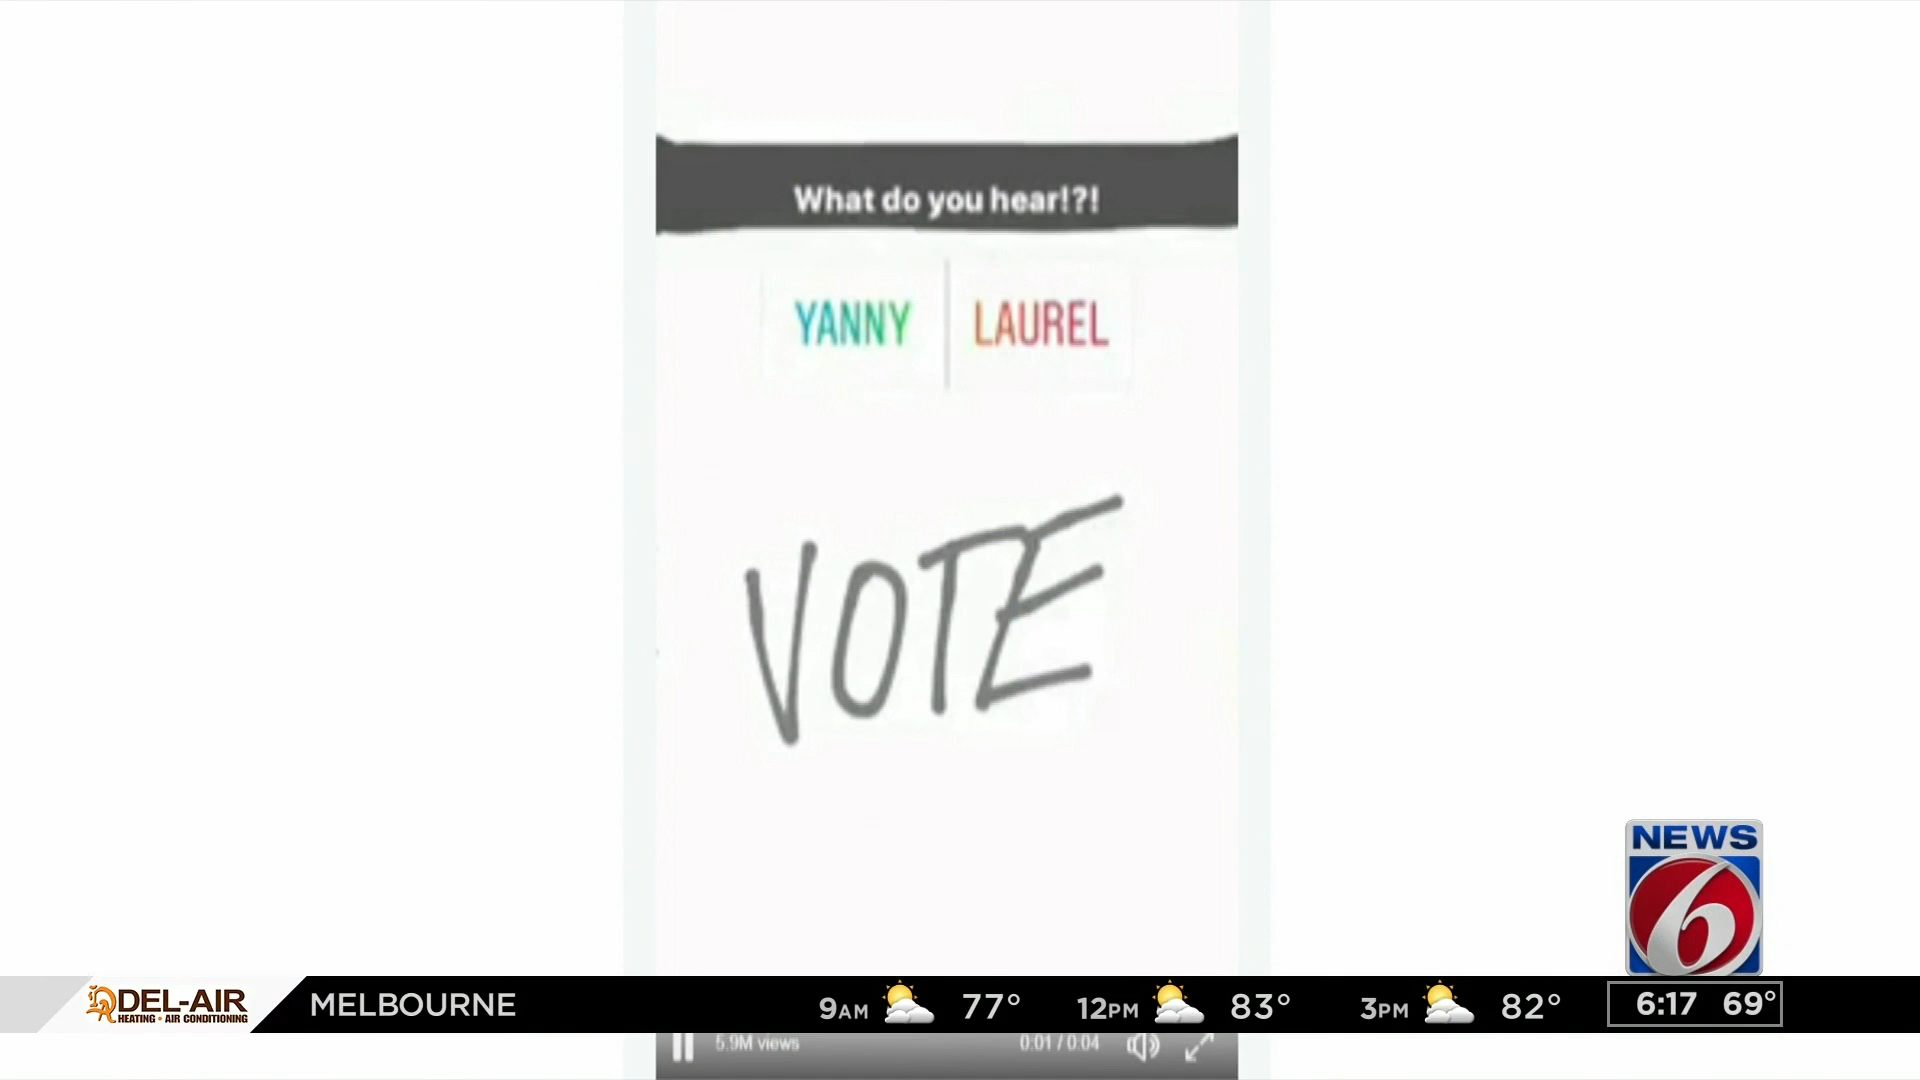 What do you hear!?!
YANNY LAUREL
VOTE
NEWS
6
DEL-AIR
HEATING • AIR CONDITIONING
MELBOURNE 9AM 77° 12PM 83° 3PM 82° 6:17 69°
5.9M views 0:01 / 0:04